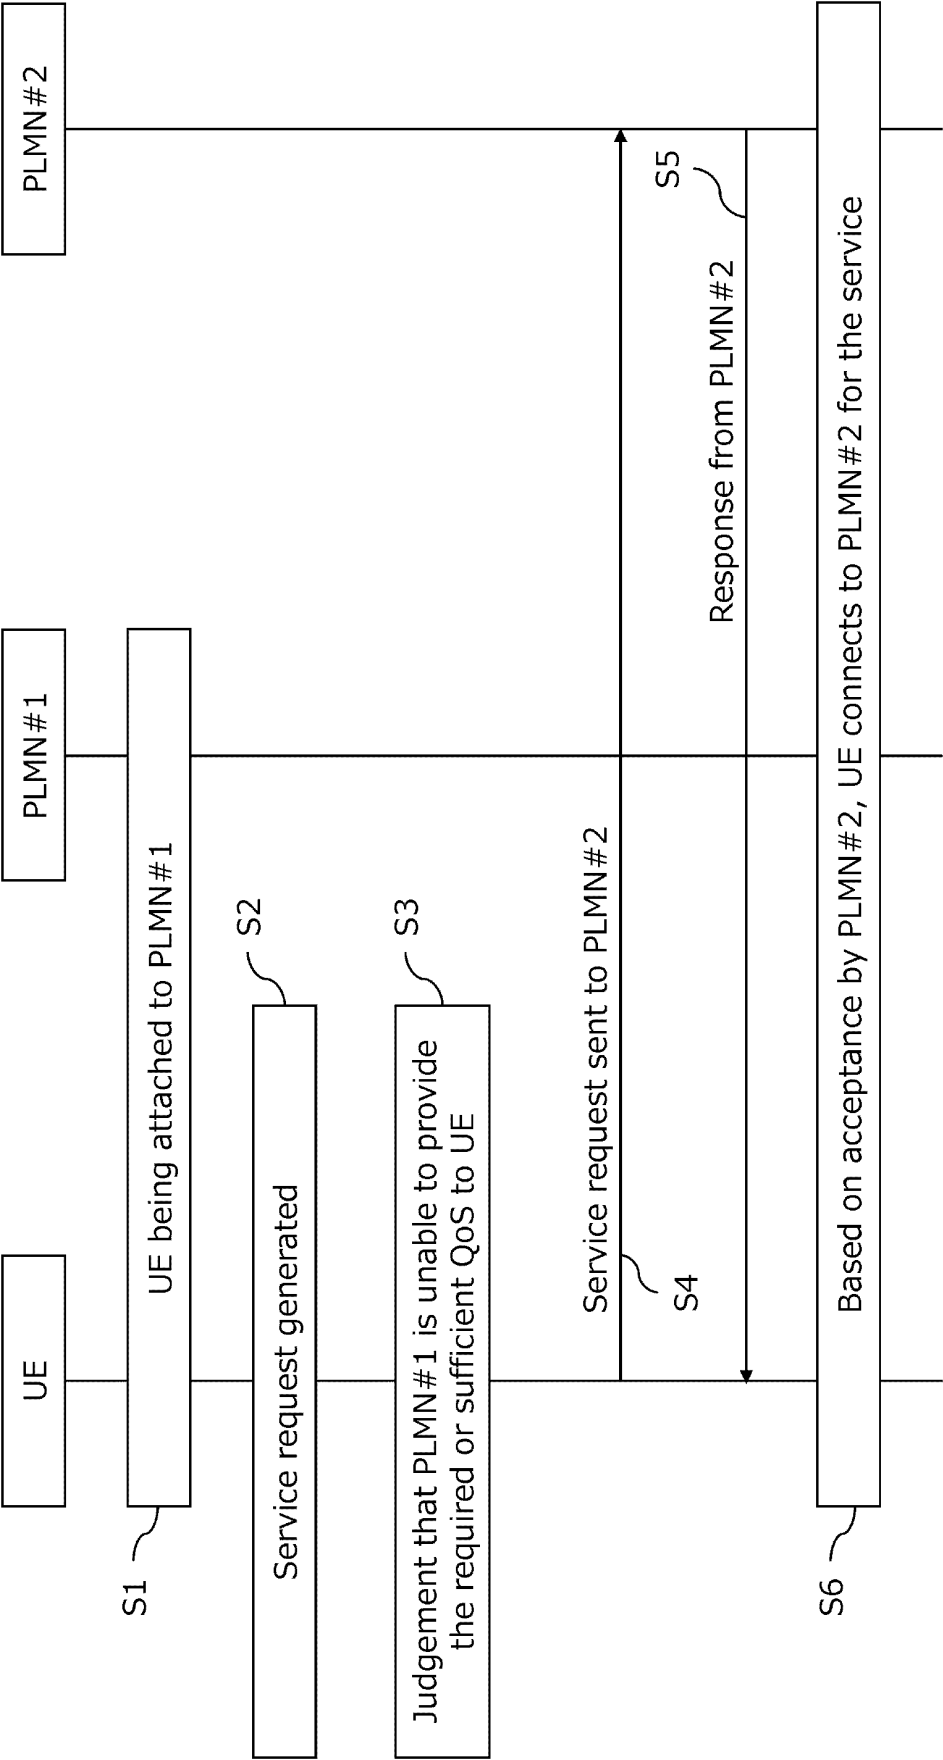 UE
PLMN#1
PLMN#2
S1
UE being attached to PLMN#1
Service request generated
S2
Judgement that PLMN#1 is unable to provide
the required or sufficient QoS to UE
S3
Service request sent to PLMN#2
S4
Response from PLMN#2
S5
S6
Based on acceptance by PLMN#2, UE connects to PLMN#2 for the service